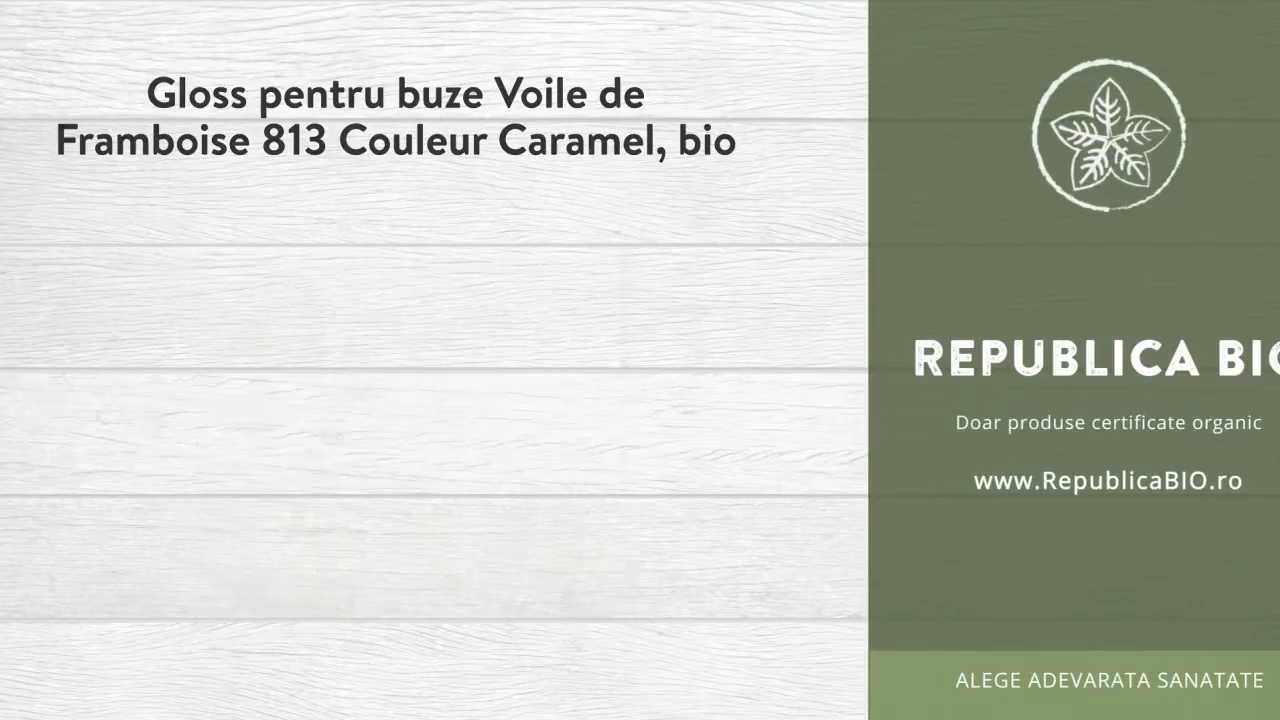 Gloss pentru buze Voile de
Framboise 813 Couleur Caramel, bio
REPUBLICA BIO
Doar produse certificate organic
www.RepublicaBIO.ro
ALEGE ADEVARATA SANATATE